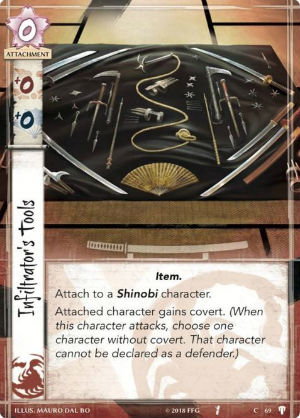 0
ATTACHMENT
+0
+0
Infiltrator's Tools
Item.
Attach to a Shinobi character.
Attached character gains covert. (When
this character attacks, choose one
character without covert. That character
cannot be declared as a defender.)
ILLUS. MAURO DAL BO
© 2018 FFG
C 69